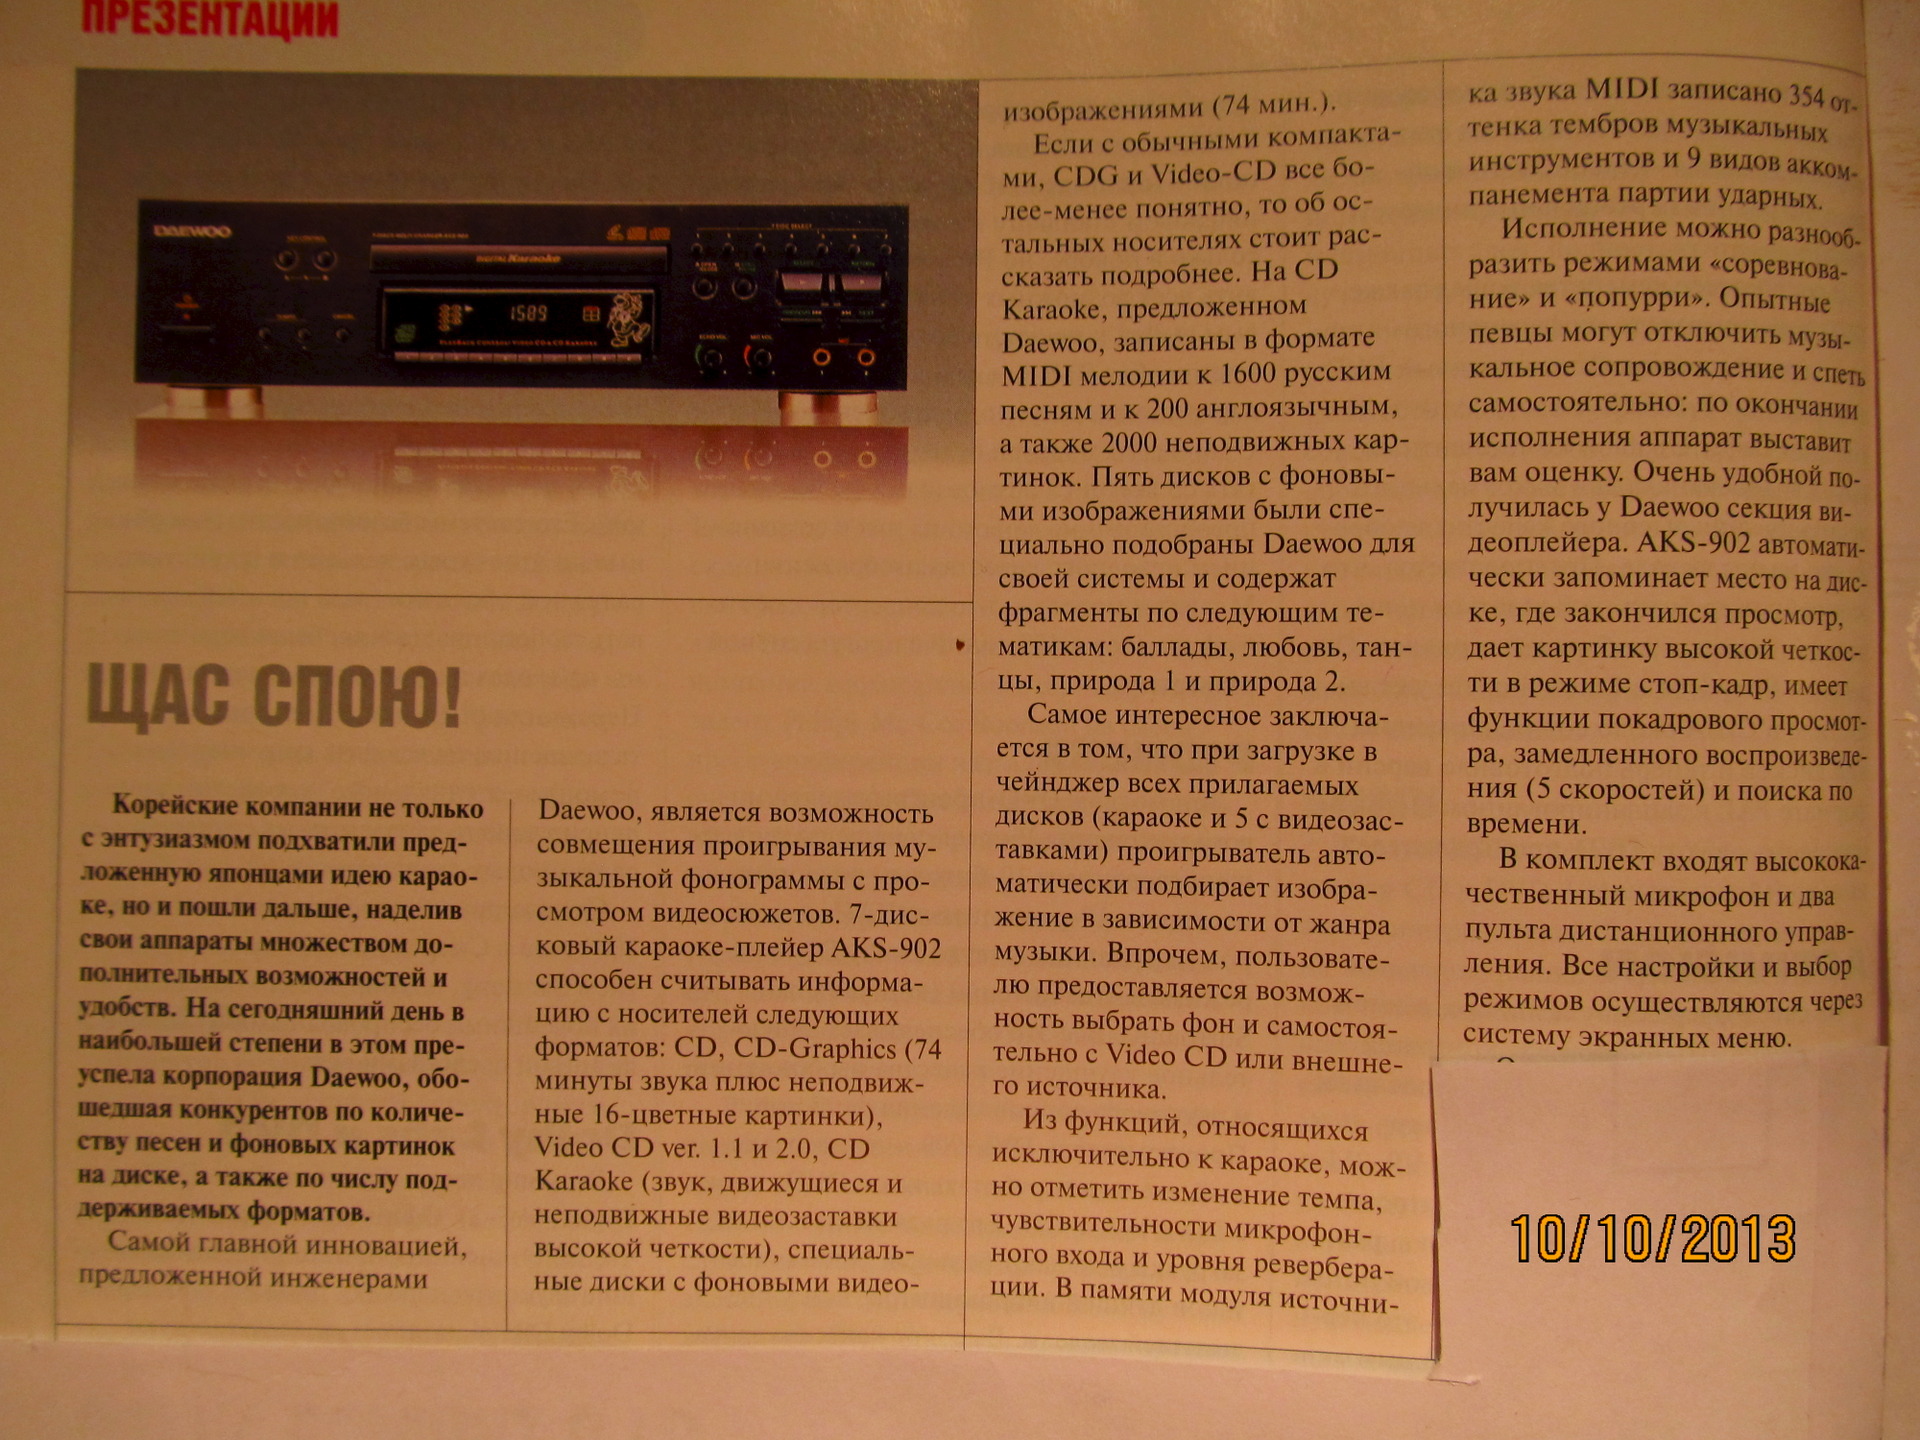 ПРЕЗЕНТАЦИИ
DAEWOO
DIGITAL Karaoke
1589
ЩАС СПОЮ!
Корейские компании не только
с энтузиазмом подхватили пред-
ложенную японцами идею карао-
ке, но и пошли дальше, наделив
свои аппараты множеством до-
полнительных возможностей и
удобств. На сегодняшний день в
наибольшей степени в этом пре-
успела корпорация Daewoo, обо-
шедшая конкурентов по количе-
ству песен и фоновых картинок
на диске, а также по числу под-
держиваемых форматов.
Самой главной инновацией,
предложенной инженерами
Daewoo, является возможность
совмещения проигрывания му-
зыкальной фонограммы с про-
смотром видеосюжетов. 7-дис-
ковый караоке-плейер AKS-902
способен считывать информа-
цию с носителей следующих
форматов: CD, CD-Graphics (74
минуты звука плюс неподвиж-
ные 16-цветные картинки),
Video CD ver. 1.1 и 2.0, CD
Karaoke (звук, движущиеся и
неподвижные видеозаставки
высокой четкости), специаль-
ные диски с фоновыми видео-
изображениями (74 мин.).
Если с обычными компакта-
ми, CDG и Video-CD все бо-
лее-менее понятно, то об ос-
тальных носителях стоит рас-
сказать подробнее. На CD
Karaoke, предложенном
Daewoo, записаны в формате
MIDI мелодии к 1600 русским
песням и к 200 англоязычным,
а также 2000 неподвижных кар-
тинок. Пять дисков с фоновы-
ми изображениями были спе-
циально подобраны Daewoo для
своей системы и содержат
фрагменты по следующим те-
матикам: баллады, любовь, тан-
цы, природа 1 и природа 2.
Самое интересное заключа-
ется в том, что при загрузке в
чейнджер всех прилагаемых
дисков (караоке и 5 с видеозас-
тавками) проигрыватель авто-
матически подбирает изобра-
жение в зависимости от жанра
музыки. Впрочем, пользовате-
лю предоставляется возмож-
ность выбрать фон и самостоя-
тельно с Video CD или внешне-
го источника.
Из функций, относящихся
исключительно к караоке, мож-
но отметить изменение темпа,
чувствительности микрофон-
ного входа и уровня ревербера-
ции. В памяти модуля источни-
ка звука MIDI записано 354 от-
тенка тембров музыкальных
инструментов и 9 видов акком-
панемента партии ударных.
Исполнение можно разнооб-
разить режимами «соревнова-
ние» и «попурри». Опытные
певцы могут отключить музы-
кальное сопровождение и спеть
самостоятельно: по окончании
исполнения аппарат выставит
вам оценку. Очень удобной по-
лучилась у Daewoo секция ви-
деоплейера. AKS-902 автомати-
чески запоминает место на дис-
ке, где закончился просмотр,
дает картинку высокой четкос-
ти в режиме стоп-кадр, имеет
функции покадрового просмот-
ра, замедленного воспроизведе-
ния (5 скоростей) и поиска по
времени.
В комплект входят высокока-
чественный микрофон и два
пульта дистанционного управ-
ления. Все настройки и выбор
режимов осуществляются через
систему экранных меню.
10/10/2013